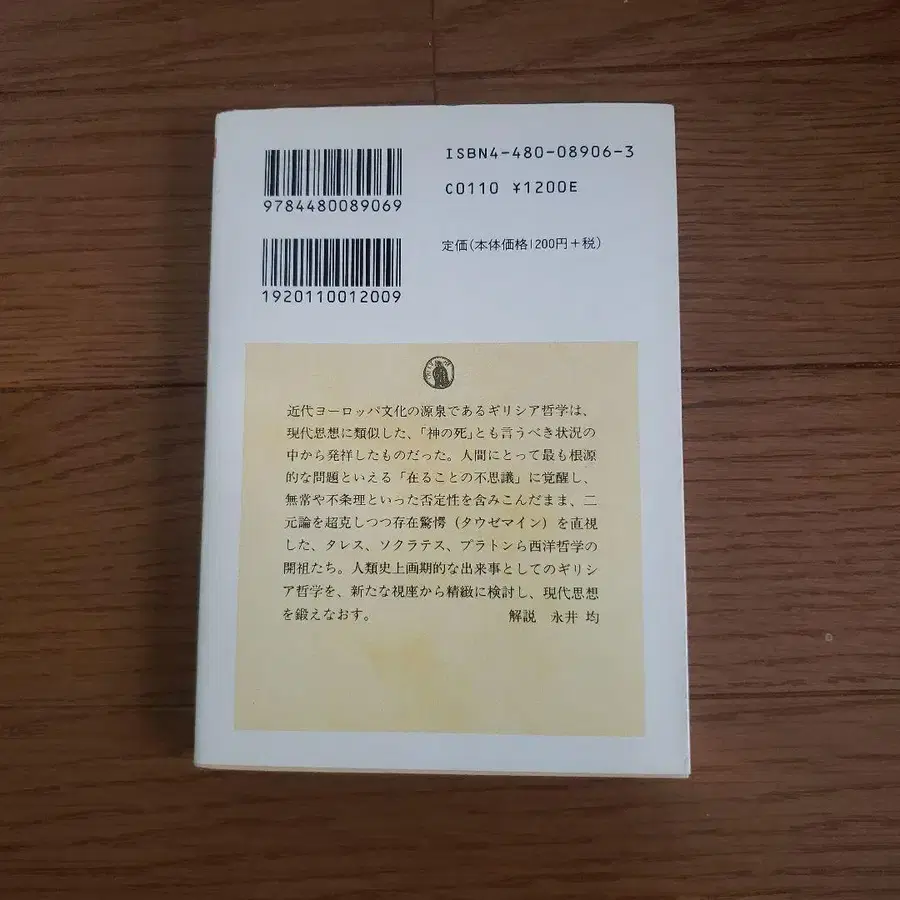 ISBN4-480-08906-3
9784480089069
C0110 ¥1200E
定価(本体価格1200円+税)
1920110012009
近代ヨーロッパ文化の源泉であるギリシア哲学は、
現代思想に類似した、「神の死」とも言うべき状況の
中から発祥したものだった。人間にとって最も根源
的な問題といえる「在ることの不思議」に覚醒し、
無常や不条理といった否定性を含みこんだまま、二
元論を超克しつつ存在驚愕(タウゼマイン)を直視
した、タレス、ソクラテス、プラトンら西洋哲学の
開祖たち。人類史上画期的な出来事としてのギリシ
ア哲学を、新たな視座から精緻に検討し、現代思想
を鍛えなおす。 解説 永井 均